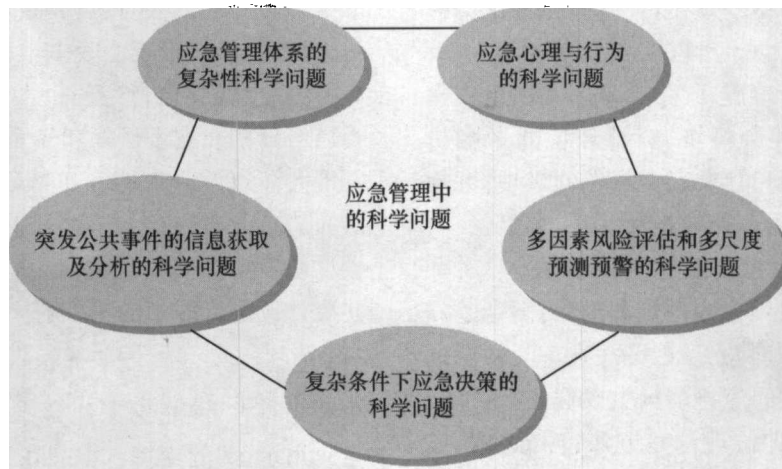 应急管理体系的
复杂性科学问题
应急心理与行为
的科学问题
应急管理中
的科学问题
突发公共事件的信息获取
及分析的科学问题
多因素风险评估和多尺度
预测预警的科学问题
复杂条件下应急决策的
科学问题